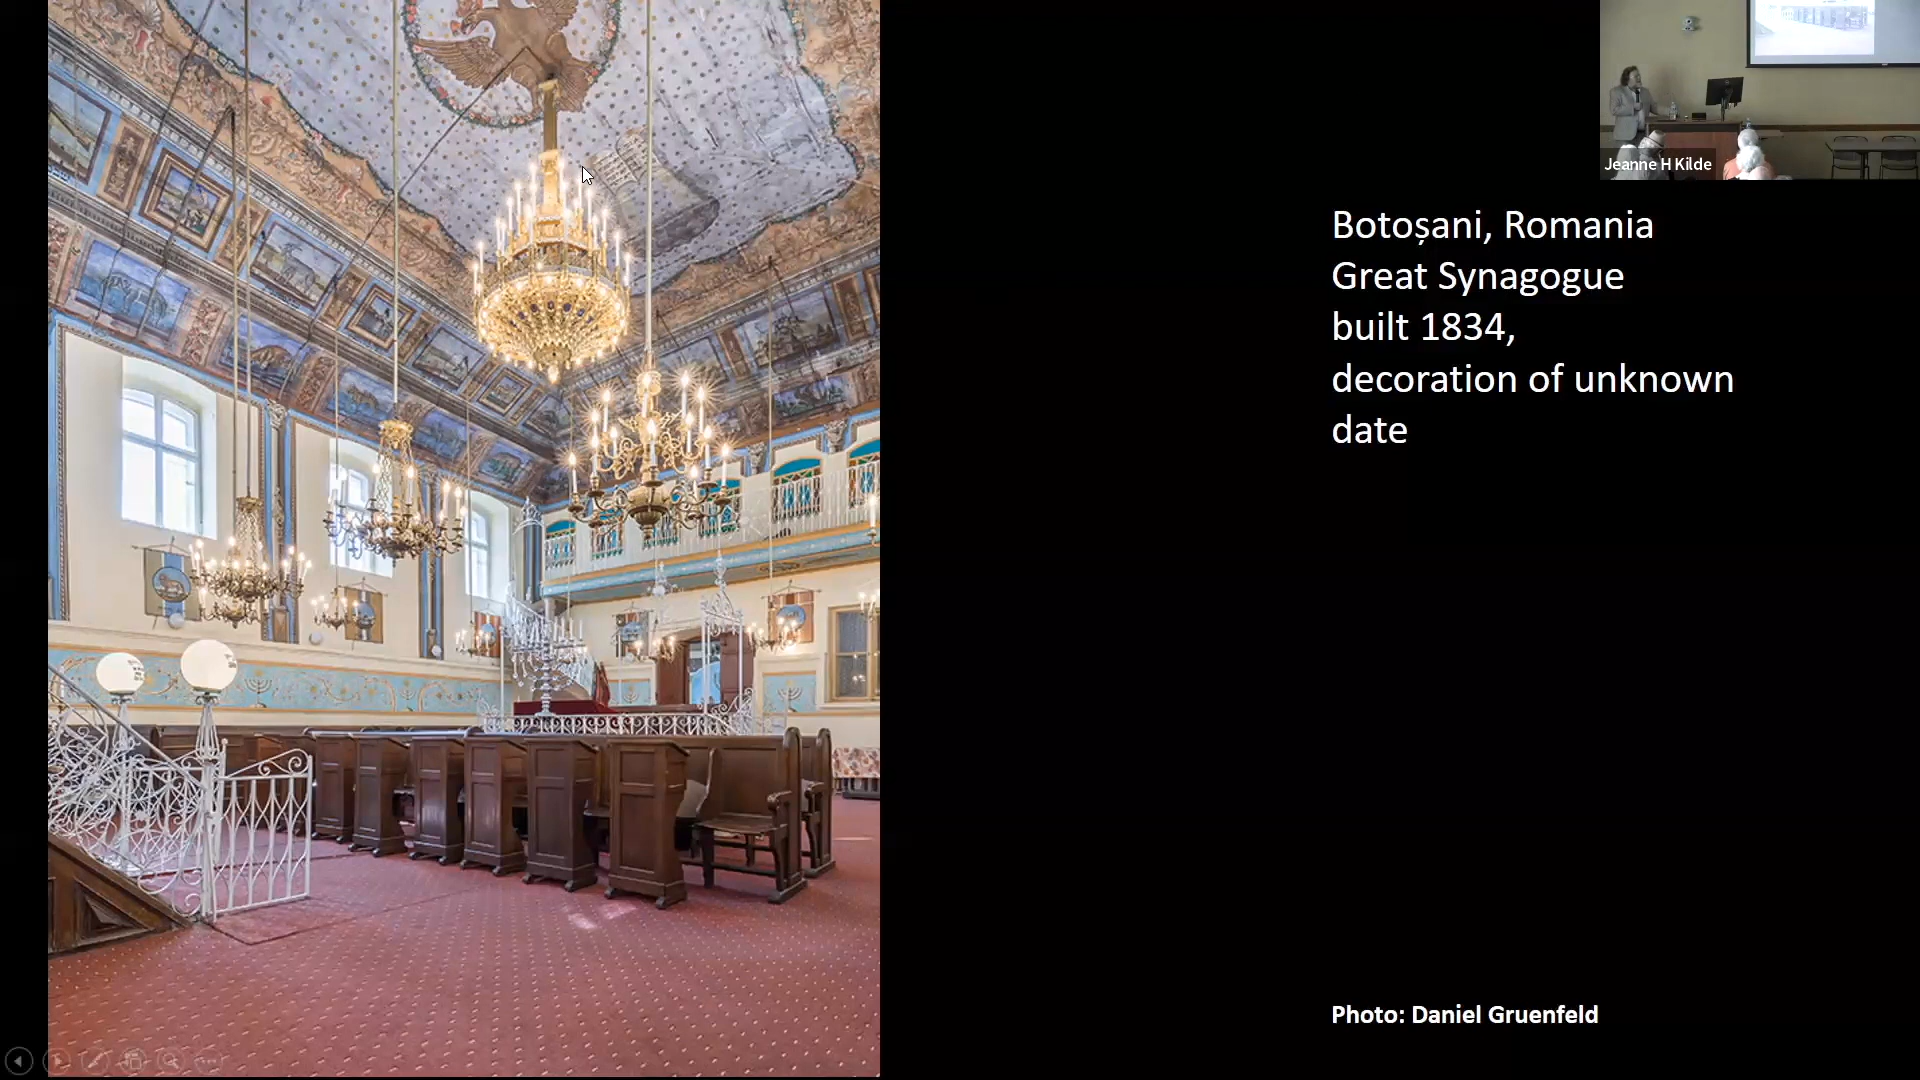 Jeanne H Kilde
Botoșani, Romania
Great Synagogue
built 1834,
decoration of unknown
date
Photo: Daniel Gruenfeld